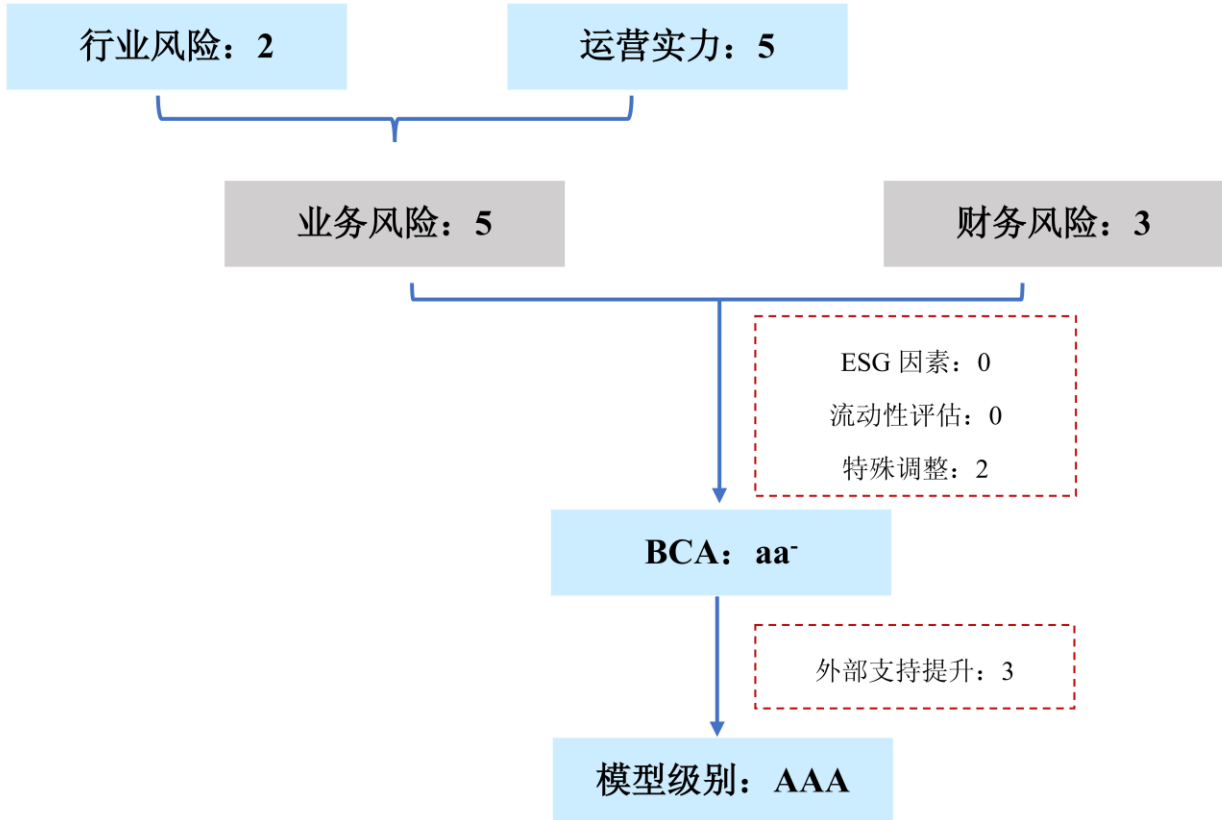 行业风险：2
运营实力：5
业务风险：5
财务风险：3
ESG 因素：0
流动性评估：0
特殊调整：2
BCA：aa⁻
外部支持提升：3
模型级别：AAA